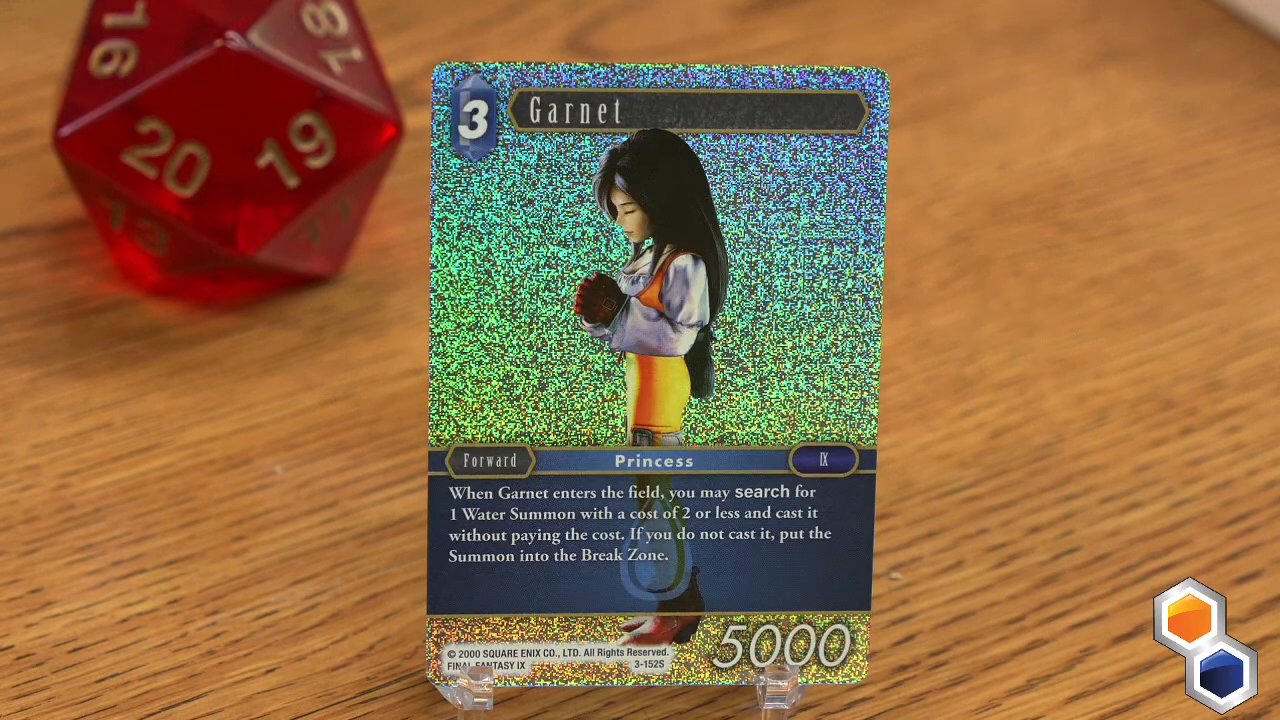 16
18
20
19
13
3
Garnet
Forward
Princess
IX
When Garnet enters the field, you may search for
1 Water Summon with a cost of 2 or less and cast it
without paying the cost. If you do not cast it, put the
Summon into the Break Zone.
5000
© 2000 SQUARE ENIX CO., LTD. All Rights Reserved.
FINAL FANTASY IX
3-152S